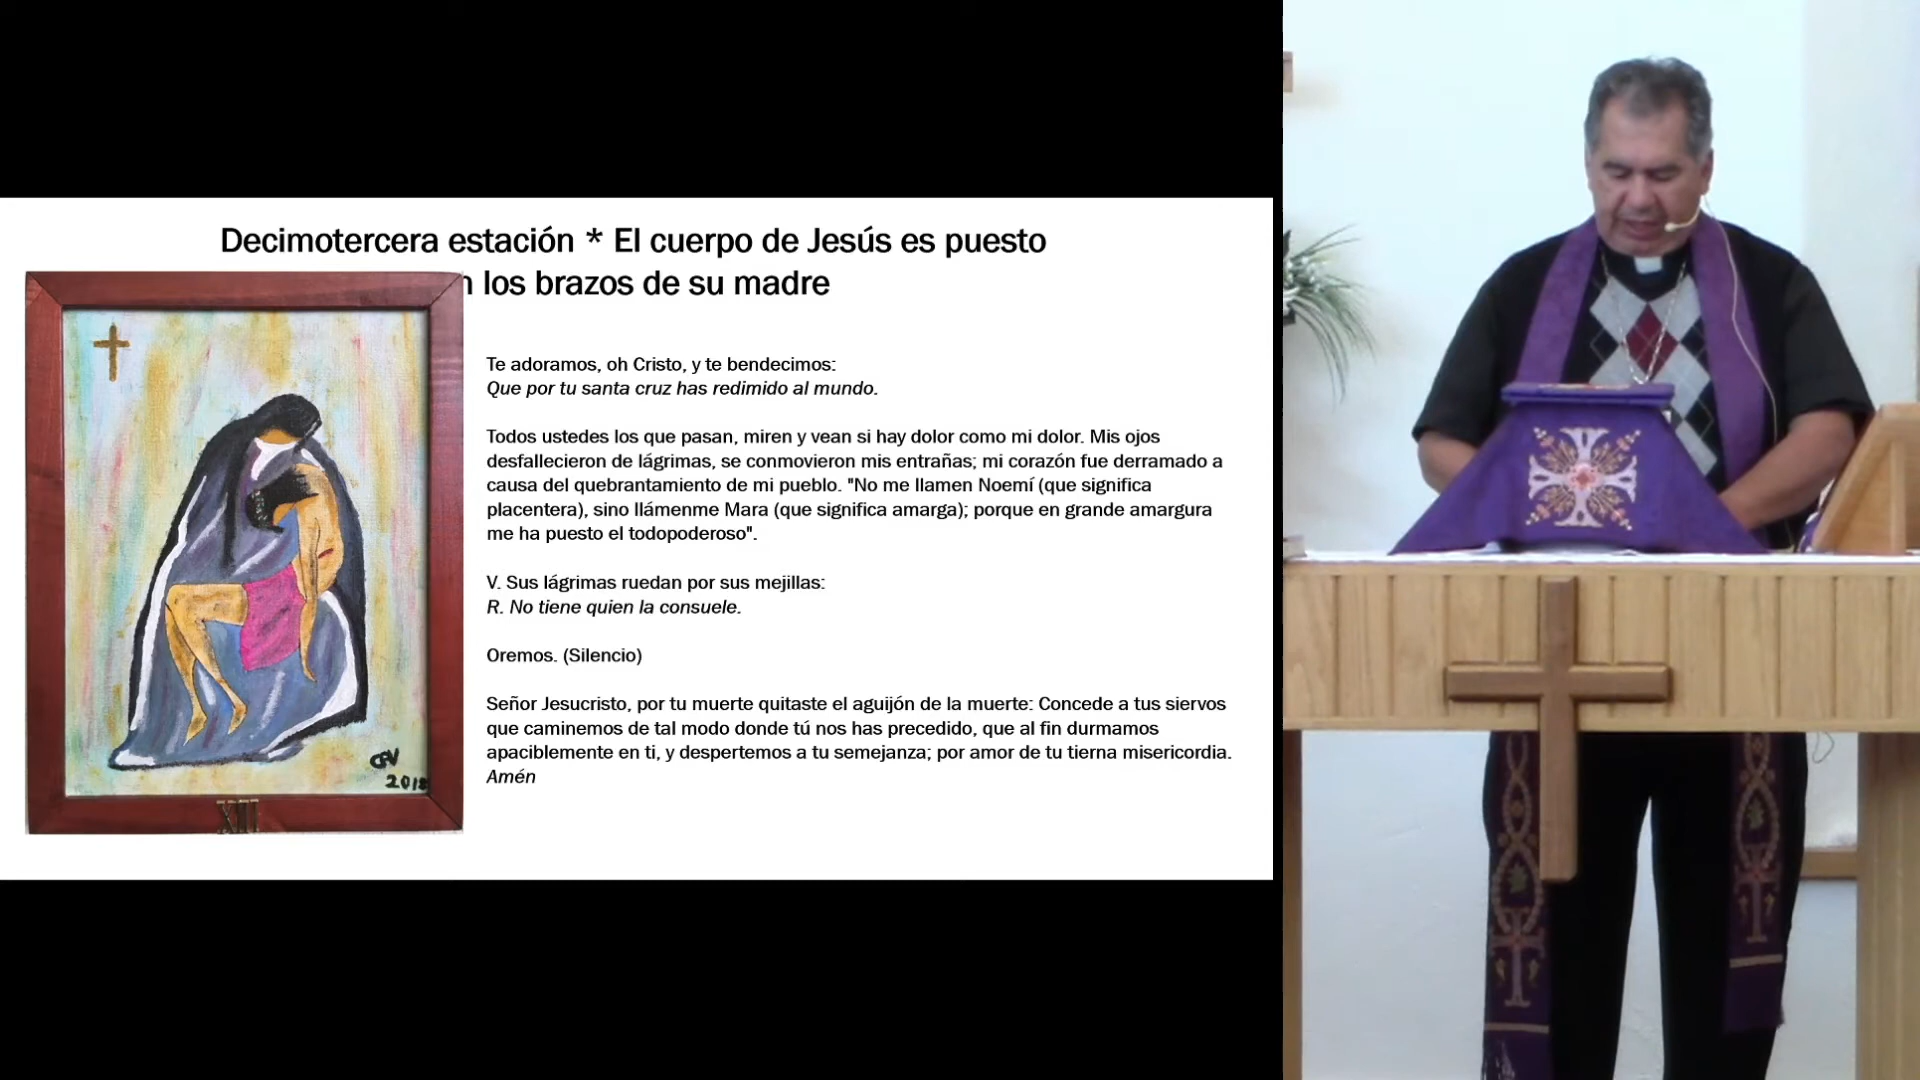 Decimotercera estación * El cuerpo de Jesús es puesto
los brazos de su madre
Te adoramos, oh Cristo, y te bendecimos:
Que por tu santa cruz has redimido al mundo.
Todos ustedes los que pasan, miren y vean si hay dolor como mi dolor. Mis ojos
desfallecieron de lágrimas, se conmovieron mis entrañas; mi corazón fue derramado a
causa del quebrantamiento de mi pueblo. "No me llamen Noemí (que significa
placentera), sino llámenme Mara (que significa amarga); porque en grande amargura
me ha puesto el todopoderoso".
V. Sus lágrimas ruedan por sus mejillas:
R. No tiene quien la consuele.
Oremos. (Silencio)
Señor Jesucristo, por tu muerte quitaste el aguijón de la muerte: Concede a tus siervos
que caminemos de tal modo donde tú nos has precedido, que al fin durmamos
apaciblemente en ti, y despertemos a tu semejanza; por amor de tu tierna misericordia.
Amén